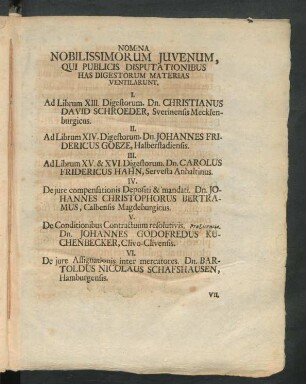 NOMINA
NOBILISSIMORUM JUVENUM,
QUI PUBLICIS DISPUTATIONIBUS
HAS DIGESTORUM MATERIAS
VENTILARUNT.
I.
Ad Librum XIII. Digestorum. Dn. CHRISTIANUS
DAVID SCHROEDER, Sverinensis Mecklen-
burgicus.
II.
Ad Librum XIV. Digestorum. Dn. JOHANNES FRI-
DERICUS GOEZE, Halberstadiensis.
III.
Ad Librum XV. & XVI. Digestorum. Dn. CAROLUS
FRIDERICUS HAHN, Servesta Anhaltinus.
IV.
De jure compensationis Depositi & mandati. Dn. JO-
HANNES CHRISTOPHORUS BERTRA-
MUS, Calbensis Magdeburgicus.
V.
De Conditionibus Contractuum resolutivis.
Dn. JOHANNES GODOFREDUS KU-
CHENBECKER, Clivo-Clivensis.
VI.
De jure Assignationis inter mercatores. Dn. BAR-
TOLDUS NICOLAUS SCHAFSHAUSEN,
Hamburgensis.
VII.